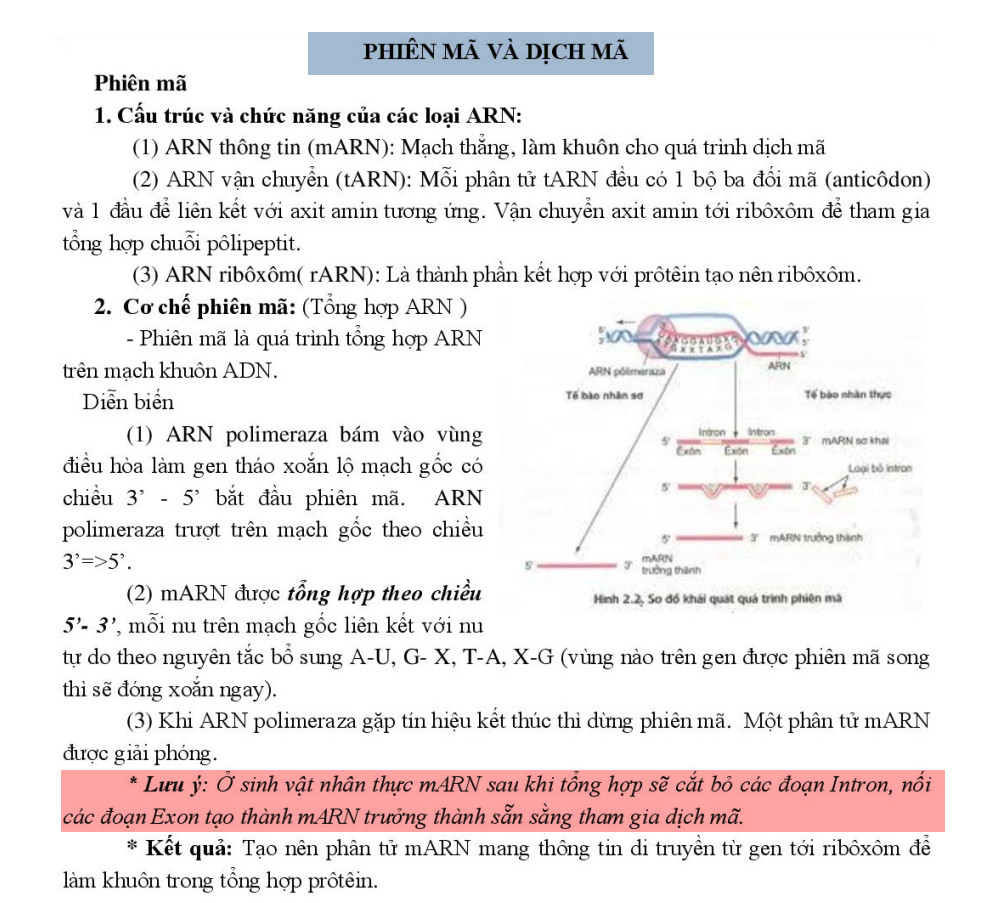 PHIÊN MÃ VÀ DỊCH MÃ
Phiên mã
1. Cấu trúc và chức năng của các loại ARN:
(1) ARN thông tin (mARN): Mạch thẳng, làm khuôn cho quá trình dịch mã
(2) ARN vận chuyển (tARN): Mỗi phân tử tARN đều có 1 bộ ba đối mã (anticôdon)
và 1 đầu để liên kết với axit amin tương ứng. Vận chuyển axit amin tới ribôxôm để tham gia
tổng hợp chuỗi pôlipeptit.
(3) ARN ribôxôm( rARN): Là thành phần kết hợp với prôtêin tạo nên ribôxôm.
2. Cơ chế phiên mã: (Tổng hợp ARN )
- Phiên mã là quá trình tổng hợp ARN
trên mạch khuôn ADN.
Diễn biến
(1) ARN polimeraza bám vào vùng
điều hòa làm gen tháo xoắn lộ mạch gốc có
chiều 3’ - 5’ bắt đầu phiên mã. ARN
polimeraza trượt trên mạch gốc theo chiều
3’=>5’.
(2) mARN được tổng hợp theo chiều
5’- 3’, mỗi nu trên mạch gốc liên kết với nu
tự do theo nguyên tắc bổ sung A-U, G- X, T-A, X-G (vùng nào trên gen được phiên mã song
thì sẽ đóng xoắn ngay).
5' 3' 3' 5'
5'
ARN pôlimeraza
ARN
Tế bào nhân sơ
Tế bào nhân thực
Intron Intron
5' 3' mARN sơ khai
Exôn Exôn Exôn
Loại bỏ intron
5' 3'
5' 3' mARN trưởng thành
5' 3' mARN
trưởng thành
Hình 2.2. Sơ đồ khái quát quá trình phiên mã
(3) Khi ARN polimeraza gặp tín hiệu kết thúc thì dừng phiên mã. Một phân tử mARN
được giải phóng.
* Lưu ý: Ở sinh vật nhân thực mARN sau khi tổng hợp sẽ cắt bỏ các đoạn Intron, nối
các đoạn Exon tạo thành mARN trưởng thành sẵn sằng tham gia dịch mã.
* Kết quả: Tạo nên phân tử mARN mang thông tin di truyền từ gen tới ribôxôm để
làm khuôn trong tổng hợp prôtêin.